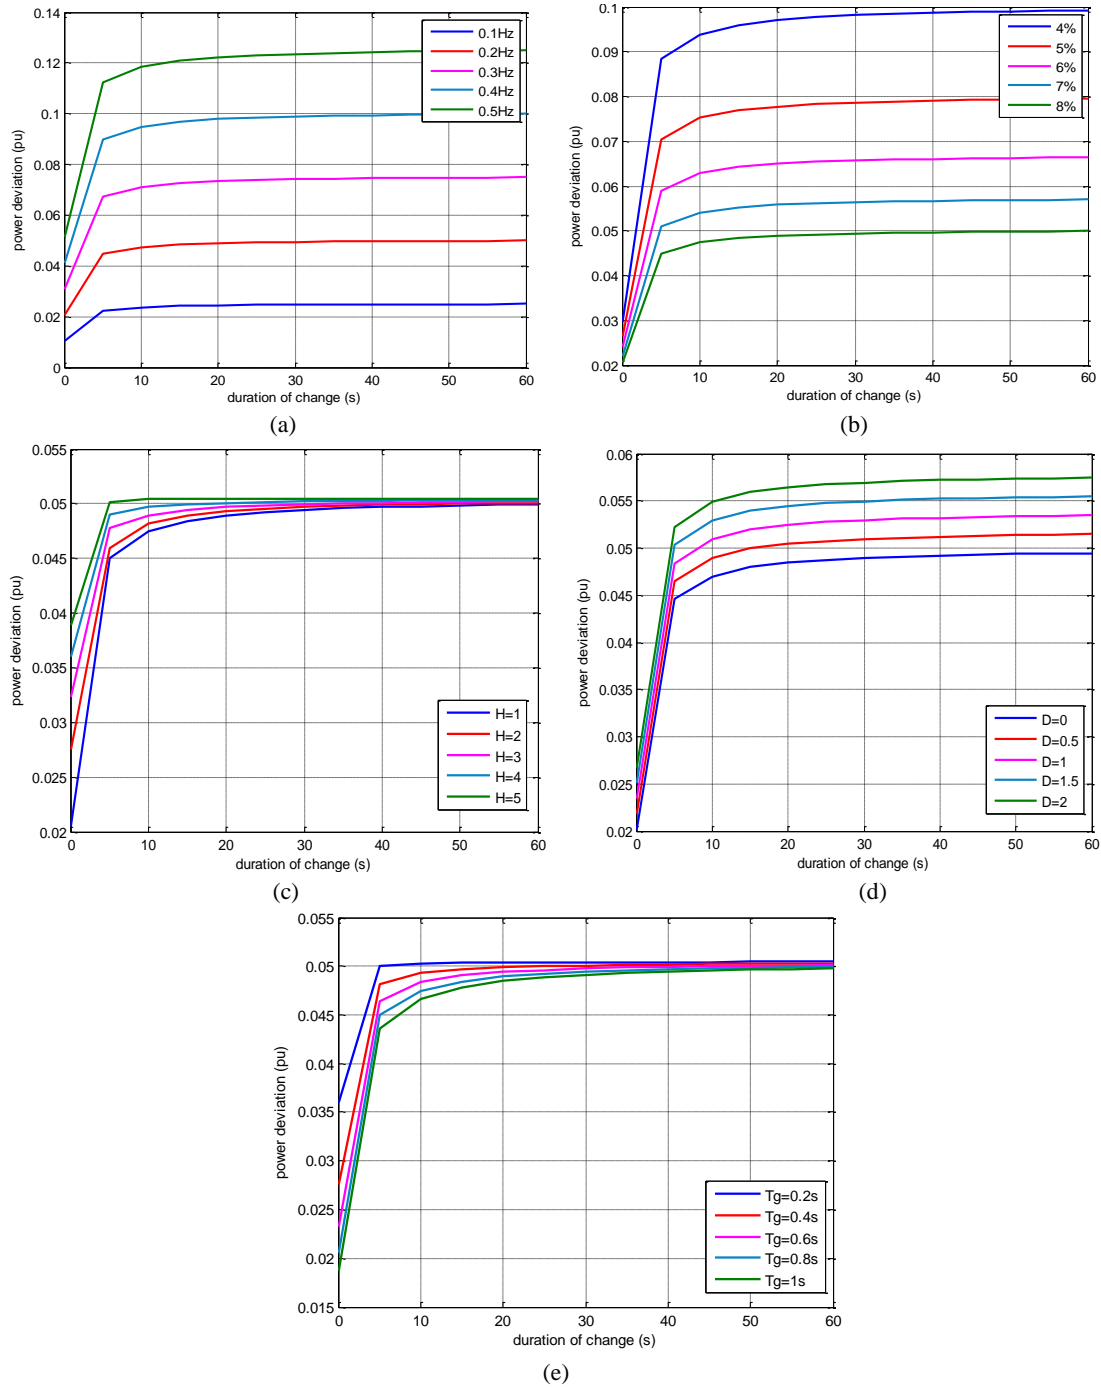 0.14
0.12
0.1
0.08
0.06
0.04
0.02
0
power deviation (pu)
0.1Hz
0.2Hz
0.3Hz
0.4Hz
0.5Hz
0 10 20 30 40 50 60
duration of change (s)
(a)
0.1
0.09
0.08
0.07
0.06
0.05
0.04
0.03
0.02
power deviation (pu)
4%
5%
6%
7%
8%
0 10 20 30 40 50 60
duration of change (s)
(b)
0.055
0.05
0.045
0.04
0.035
0.03
0.025
0.02
power deviation (pu)
H=1
H=2
H=3
H=4
H=5
0 10 20 30 40 50 60
duration of change (s)
(c)
0.06
0.055
0.05
0.045
0.04
0.035
0.03
0.025
0.02
power deviation (pu)
D=0
D=0.5
D=1
D=1.5
D=2
0 10 20 30 40 50 60
duration of change (s)
(d)
0.055
0.05
0.045
0.04
0.035
0.03
0.025
0.02
0.015
power deviation (pu)
Tg=0.2s
Tg=0.4s
Tg=0.6s
Tg=0.8s
Tg=1s
0 10 20 30 40 50 60
duration of change (s)
(e)